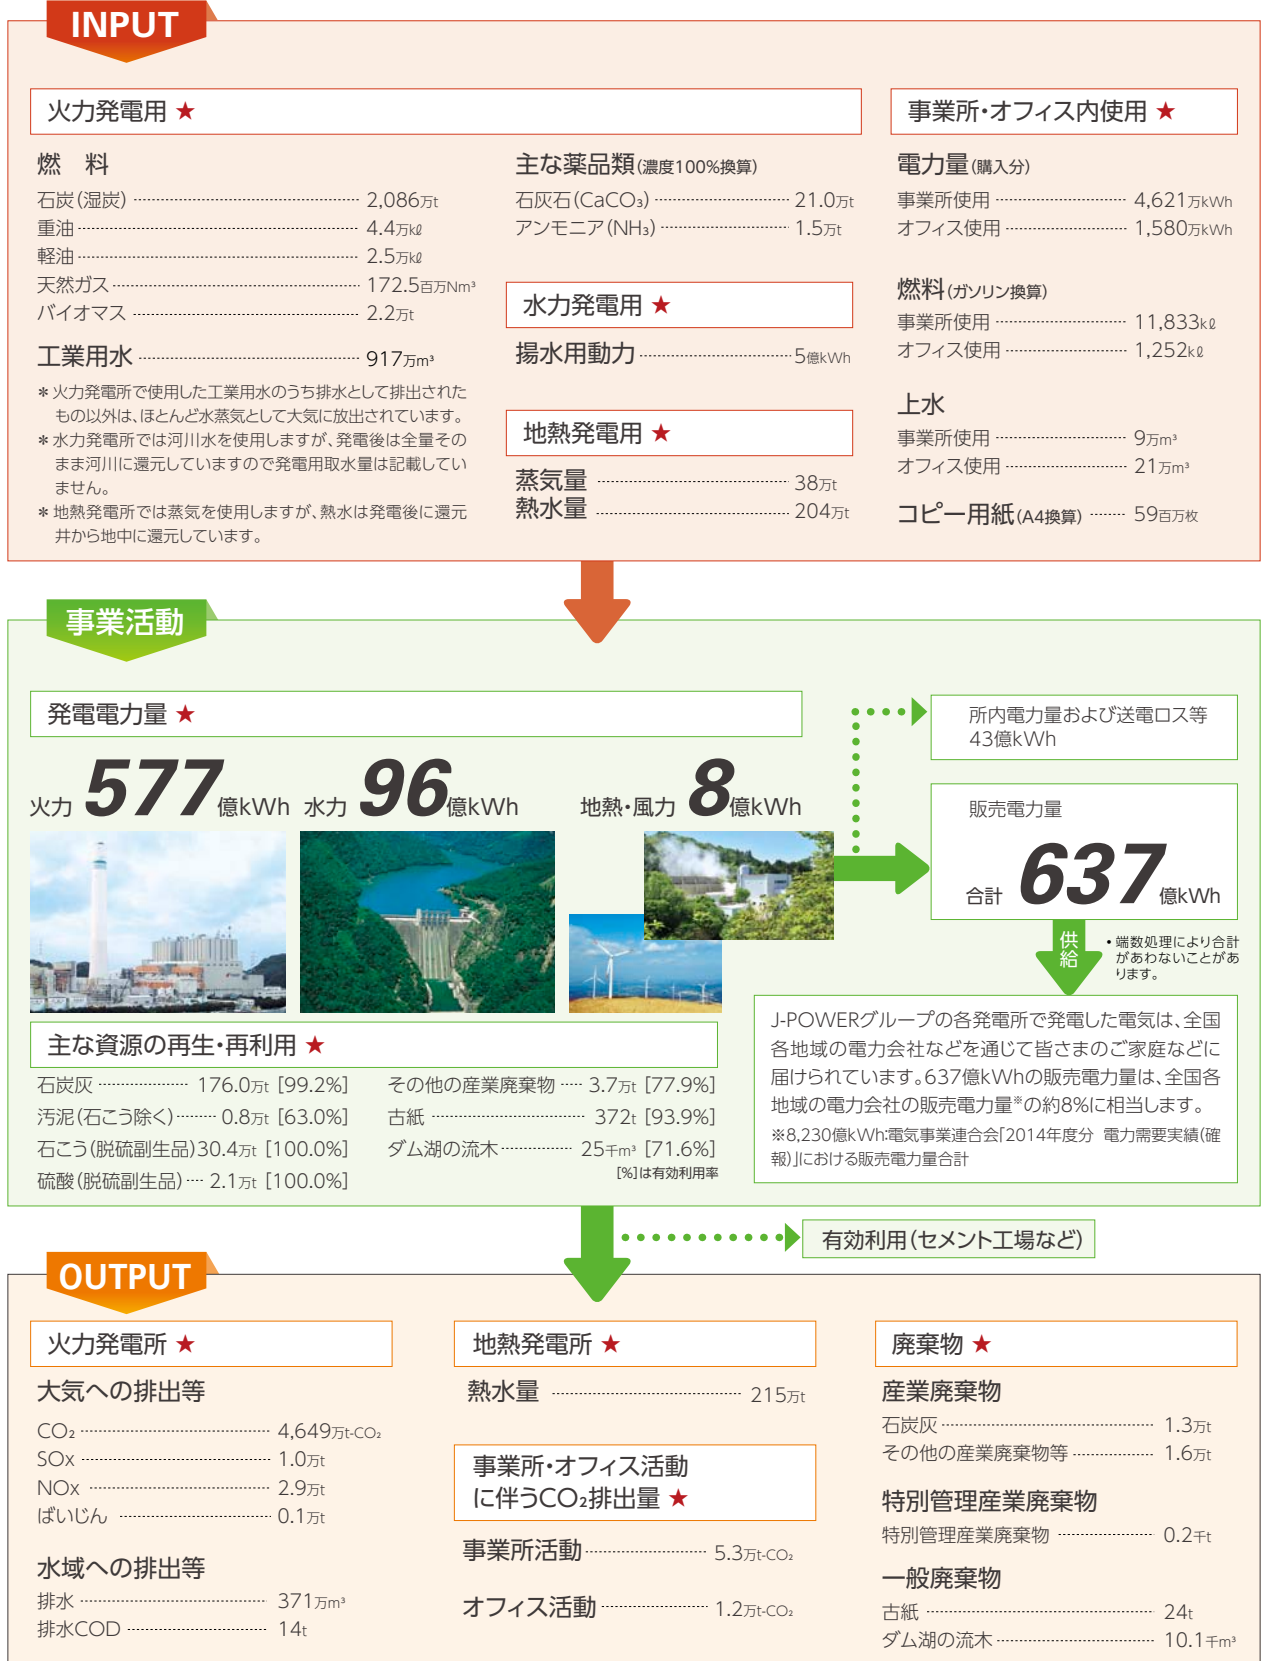 INPUT
火力発電用 ★
燃　料
石炭(湿炭) 2,086万t
重油 4.4万kℓ
軽油 2.5万kℓ
天然ガス 172.5百万Nm³
バイオマス 2.2万t
工業用水 917万m³
＊火力発電所で使用した工業用水のうち排水として排出された
もの以外は、ほとんど水蒸気として大気に放出されています。
＊水力発電所では河川水を使用しますが、発電後は全量その
まま河川に還元していますので発電用取水量は記載してい
ません。
＊地熱発電所では蒸気を使用しますが、熱水は発電後に還元
井から地中に還元しています。
主な薬品類(濃度100%換算)
石灰石(CaCO₃) 21.0万t
アンモニア(NH₃) 1.5万t
水力発電用 ★
揚水用動力 5億kWh
地熱発電用 ★
蒸気量 38万t
熱水量 204万t
事業所・オフィス内使用 ★
電力量(購入分)
事業所使用 4,621万kWh
オフィス使用 1,580万kWh
燃料(ガソリン換算)
事業所使用 11,833kℓ
オフィス使用 1,252kℓ
上水
事業所使用 9万m³
オフィス使用 21万m³
コピー用紙(A4換算) 59百万枚
事業活動
発電電力量 ★
火力 577億kWh 水力 96億kWh 地熱・風力 8億kWh
所内電力量および送電ロス等
43億kWh
販売電力量
合計 637億kWh
供給
・端数処理により合計
があわないことがあ
ります。
J-POWERグループの各発電所で発電した電気は、全国
各地域の電力会社などを通じて皆さまのご家庭などに
届けられています。637億kWhの販売電力量は、全国各
地域の電力会社の販売電力量※の約8%に相当します。
※8,230億kWh:電気事業連合会「2014年度分 電力需要実績(確
報)」における販売電力量合計
主な資源の再生・再利用 ★
石炭灰 176.0万t [99.2%]
汚泥(石こう除く) 0.8万t [63.0%]
石こう(脱硫副生品)30.4万t [100.0%]
硫酸(脱硫副生品) 2.1万t [100.0%]
その他の産業廃棄物 3.7万t [77.9%]
古紙 372t [93.9%]
ダム湖の流木 25千m³ [71.6%]
[%]は有効利用率
有効利用(セメント工場など)
OUTPUT
火力発電所 ★
大気への排出等
CO₂ 4,649万t-CO₂
SOx 1.0万t
NOx 2.9万t
ばいじん 0.1万t
水域への排出等
排水 371万m³
排水COD 14t
地熱発電所 ★
熱水量 215万t
事業所・オフィス活動
に伴うCO₂排出量 ★
事業所活動 5.3万t-CO₂
オフィス活動 1.2万t-CO₂
廃棄物 ★
産業廃棄物
石炭灰 1.3万t
その他の産業廃棄物等 1.6万t
特別管理産業廃棄物
特別管理産業廃棄物 0.2千t
一般廃棄物
古紙 24t
ダム湖の流木 10.1千m³